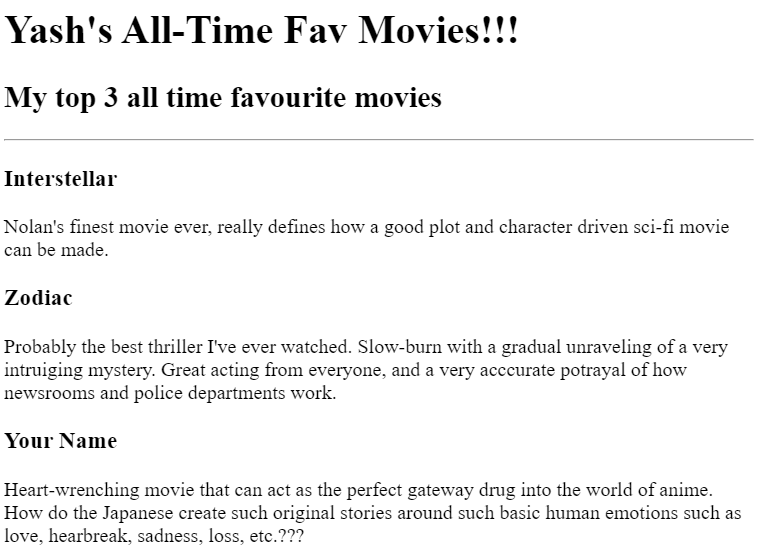 Yash's All-Time Fav Movies!!!
My top 3 all time favourite movies
Interstellar
Nolan's finest movie ever, really defines how a good plot and character driven sci-fi movie
can be made.
Zodiac
Probably the best thriller I've ever watched. Slow-burn with a gradual unraveling of a very
intruiging mystery. Great acting from everyone, and a very acccurate potrayal of how
newsrooms and police departments work.
Your Name
Heart-wrenching movie that can act as the perfect gateway drug into the world of anime.
How do the Japanese create such original stories around such basic human emotions such as
love, hearbreak, sadness, loss, etc.???